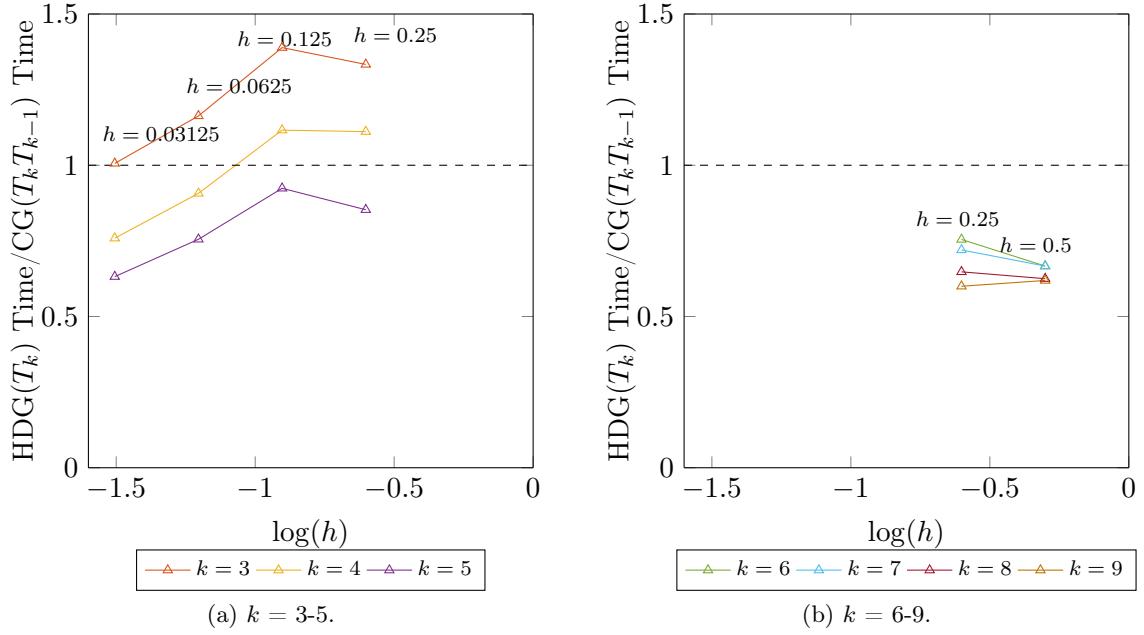 1.5
1
0.5
0
−1.5
−1
−0.5
0
HDG(T_k) Time/CG(T_kT_{k−1}) Time
log(h)
h = 0.03125
h = 0.0625
h = 0.125
h = 0.25
k = 3 k = 4 k = 5
(a) k = 3-5.
1.5
1
0.5
0
−1.5
−1
−0.5
0
HDG(T_k) Time/CG(T_kT_{k−1}) Time
log(h)
h = 0.25
h = 0.5
k = 6 k = 7 k = 8 k = 9
(b) k = 6-9.